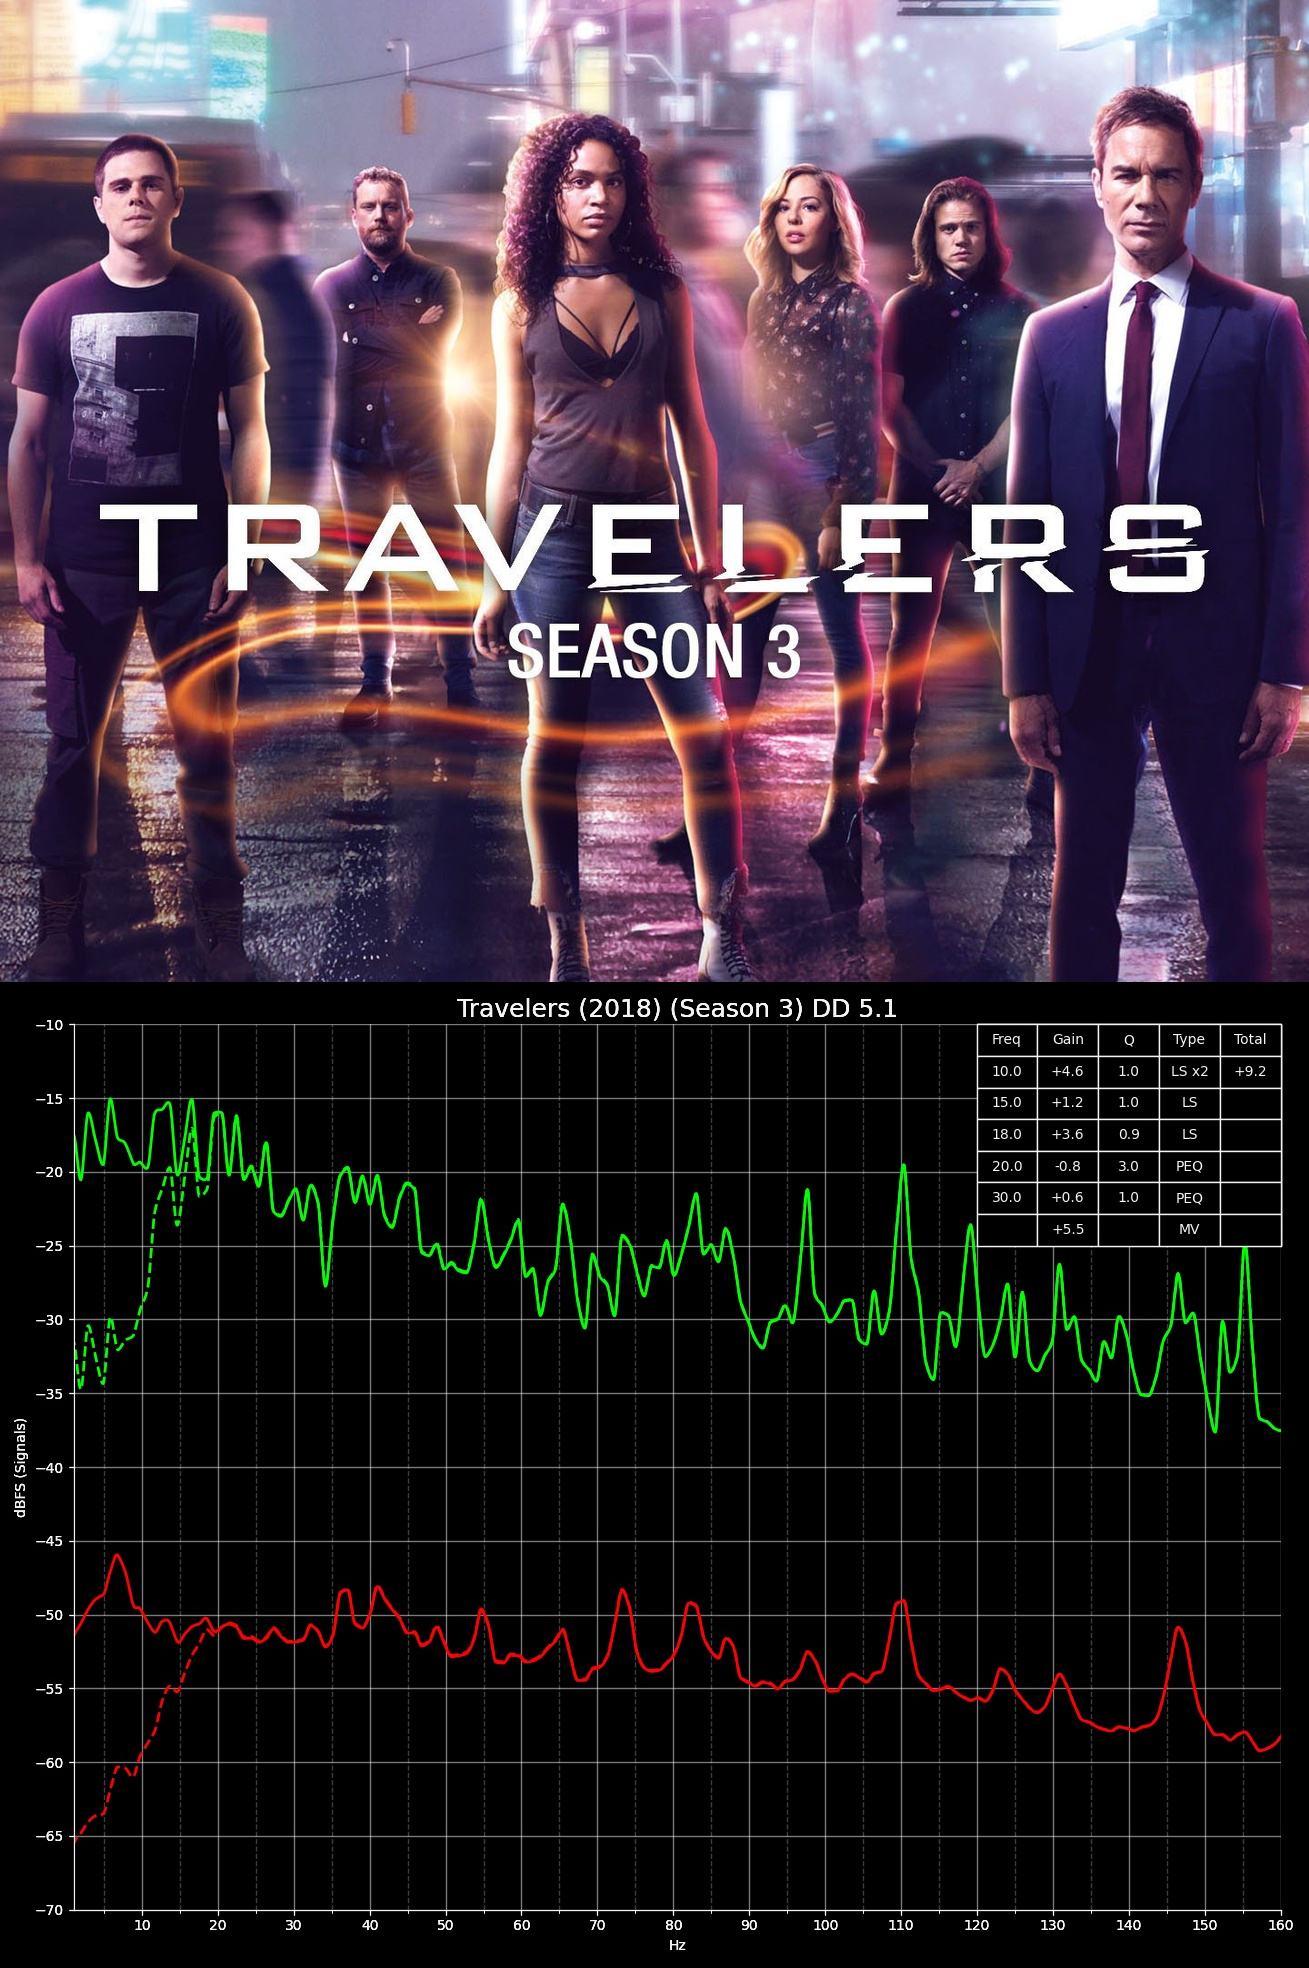 TRAVELERS
SEASON 3
Travelers (2018) (Season 3) DD 5.1
Freq Gain Q Type Total
10.0 +4.6 1.0 LS x2 +9.2
15.0 +1.2 1.0 LS
18.0 +3.6 0.9 LS
20.0 -0.8 3.0 PEQ
30.0 +0.6 1.0 PEQ
+5.5 MV
−10
−15
−20
−25
−30
−35
−40
−45
−50
−55
−60
−65
−70
dBFS (Signals)
10 20 30 40 50 60 70 80 90 100 110 120 130 140 150 160
Hz